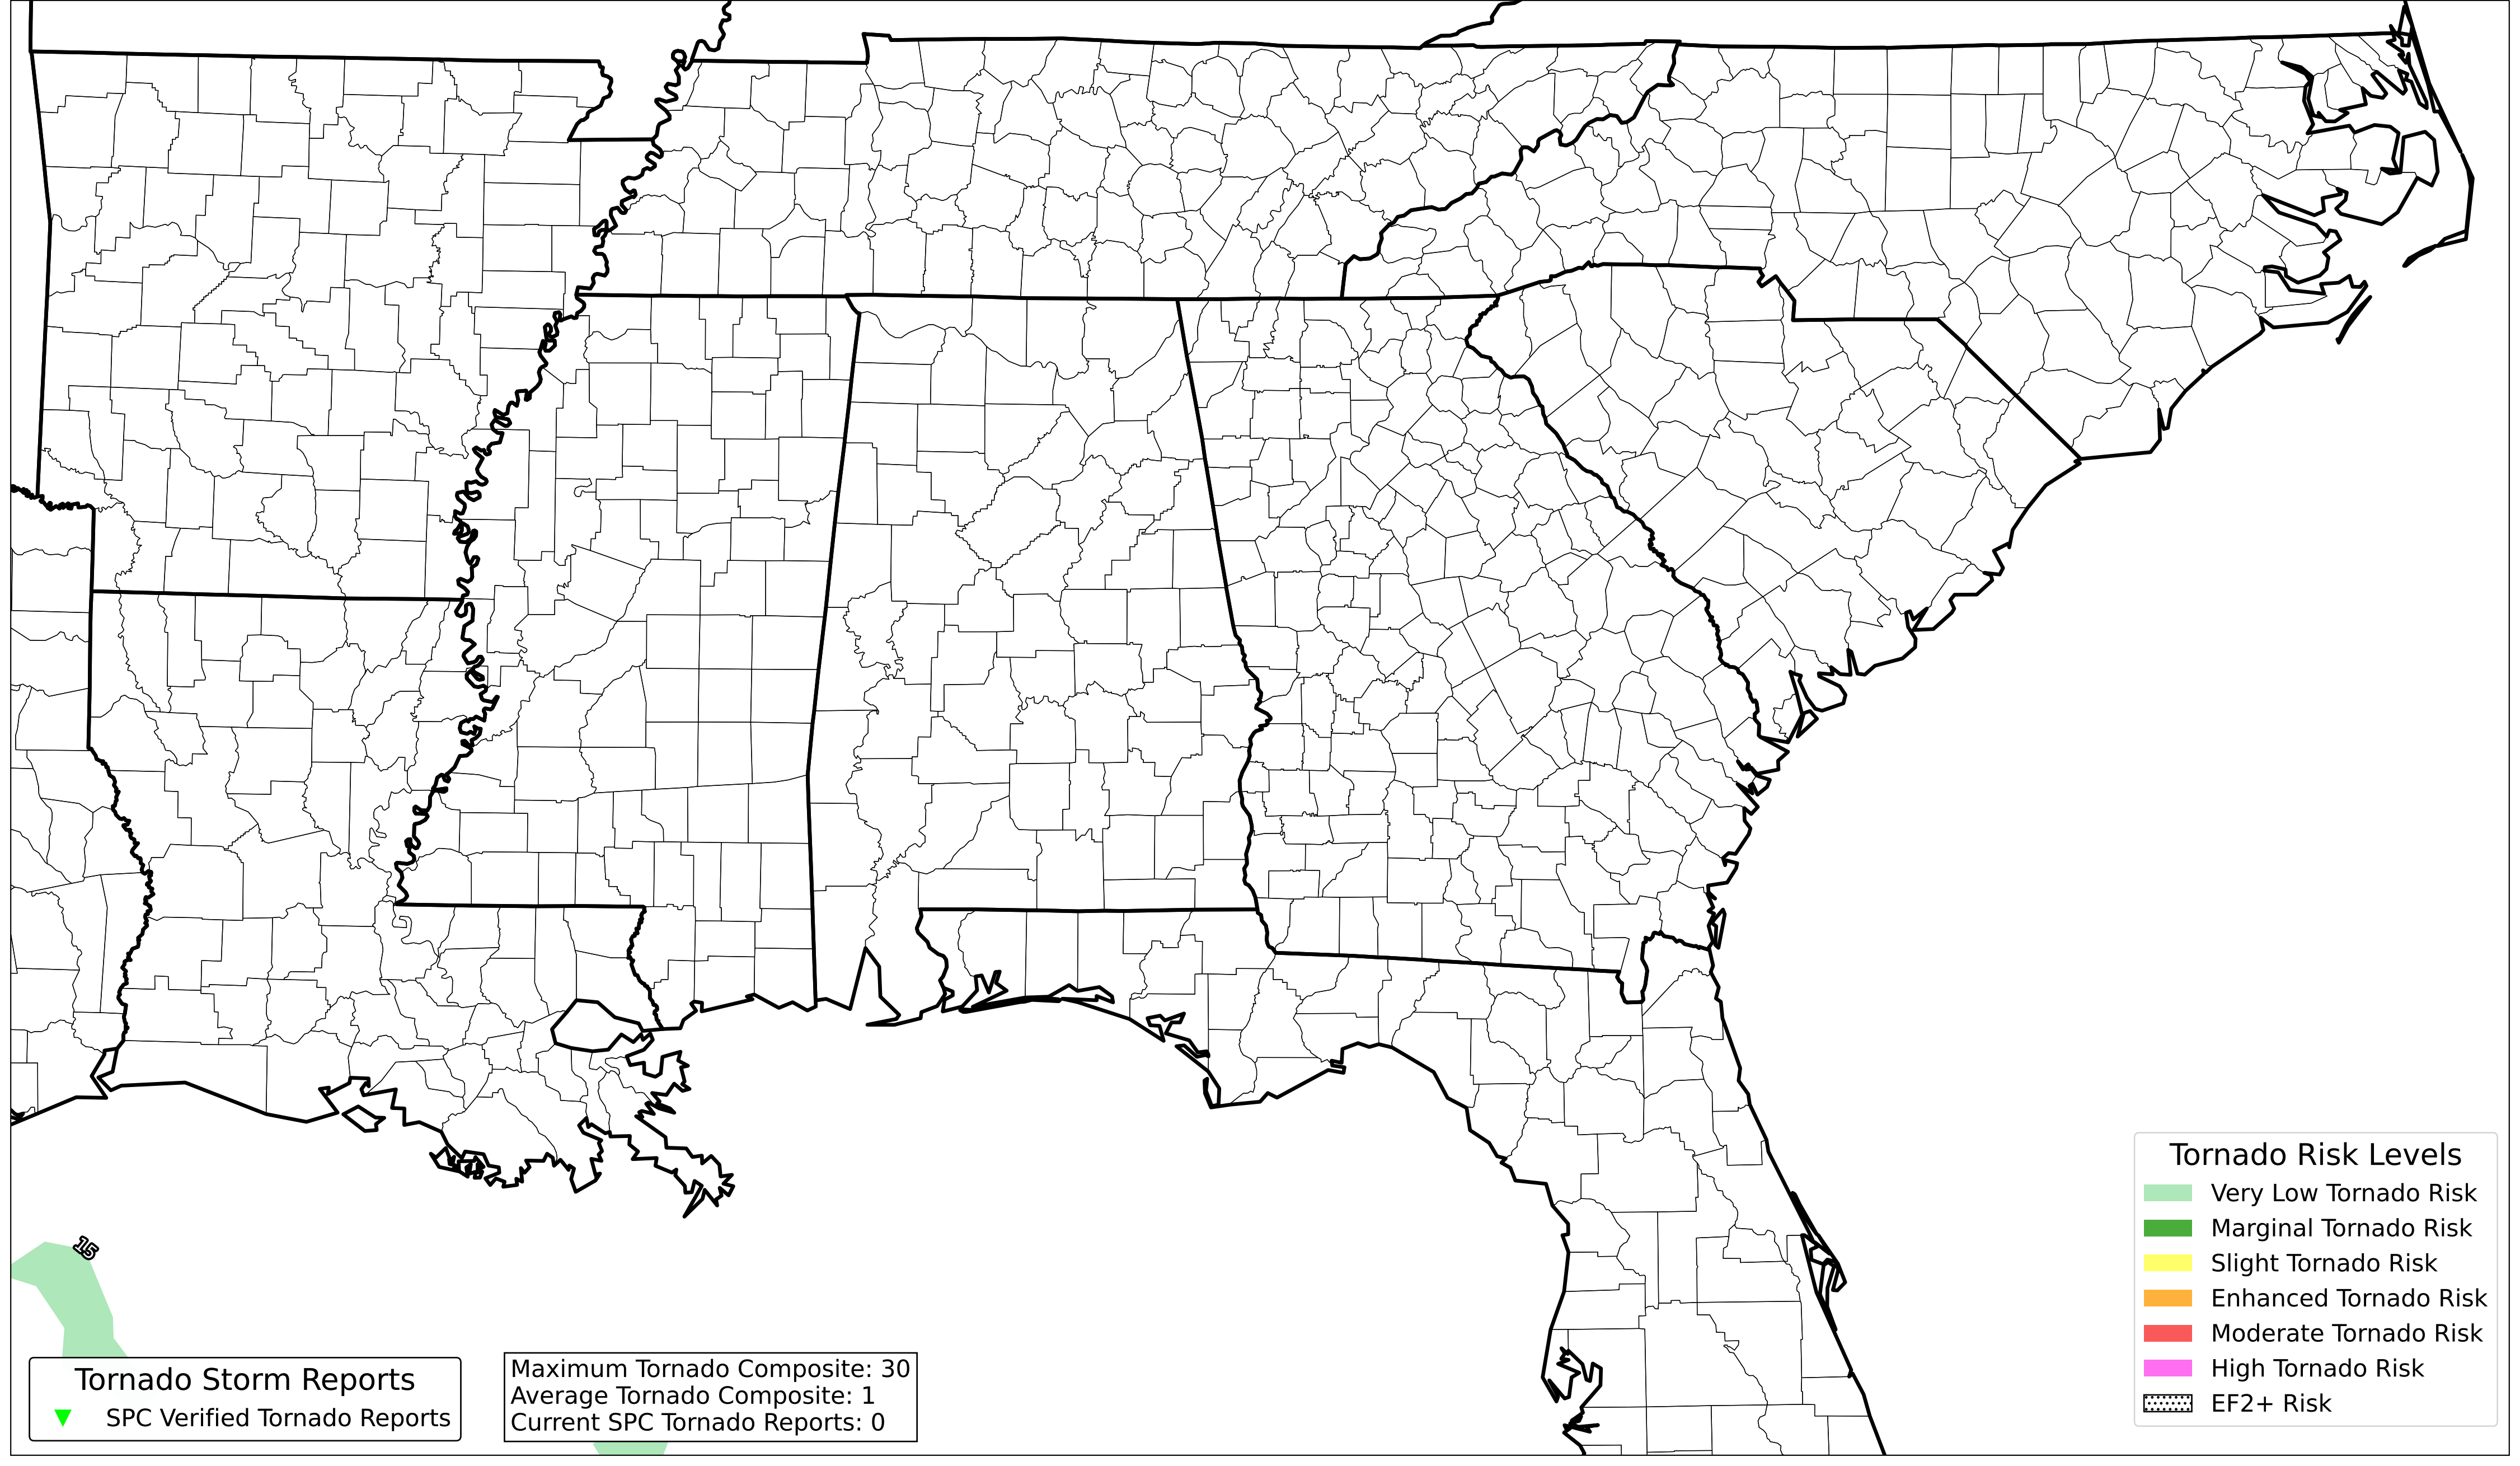 15
Tornado Risk Levels
Very Low Tornado Risk
Marginal Tornado Risk
Slight Tornado Risk
Enhanced Tornado Risk
Moderate Tornado Risk
High Tornado Risk
EF2+ Risk
Tornado Storm Reports
SPC Verified Tornado Reports
Maximum Tornado Composite: 30
Average Tornado Composite: 1
Current SPC Tornado Reports: 0